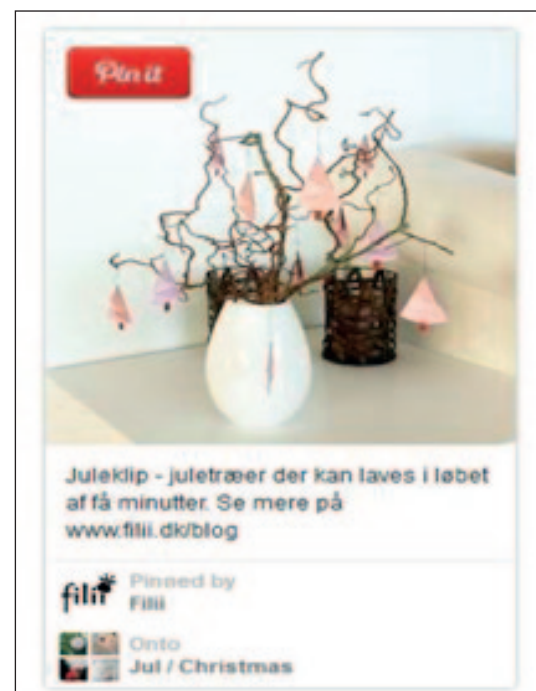 Pin it
Juleklip - juletræer der kan laves i løbet
af få minutter. Se mere på
www.filii.dk/blog
filii
Pinned by
Filii
Onto
Jul / Christmas